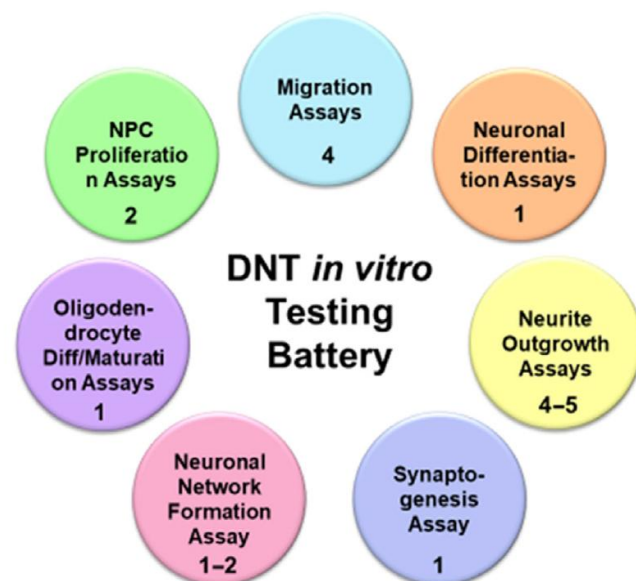 Migration
Assays
4
Neuronal
Differentia-
tion Assays
1
Neurite
Outgrowth
Assays
4–5
Synapto-
genesis
Assay
1
Neuronal
Network
Formation
Assay
1–2
Oligoden-
drocyte
Diff/Maturati
on Assays
1
NPC
Proliferatio
n Assays
2
DNT in vitro
Testing
Battery